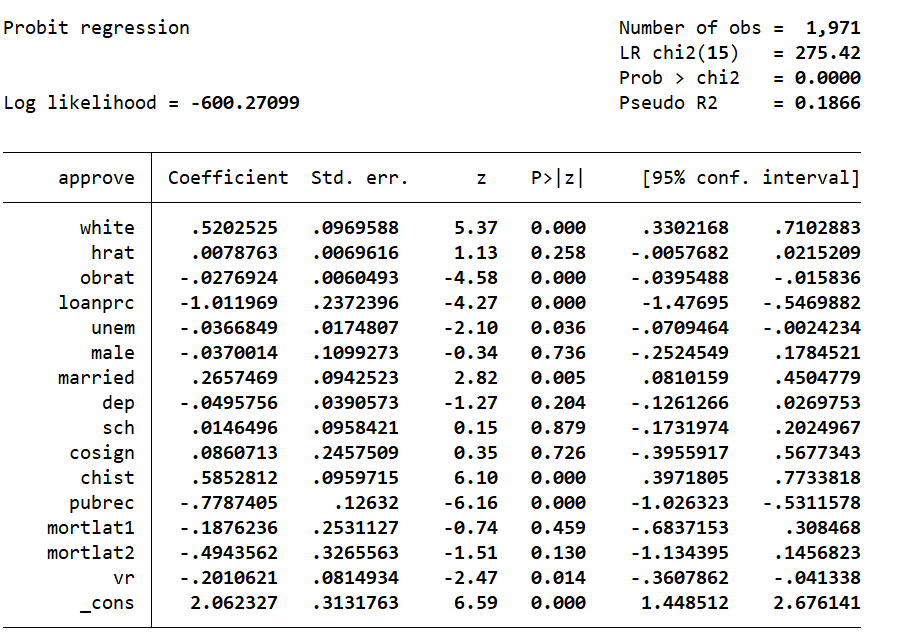 Probit regression Number of obs = 1,971
LR chi2(15) = 275.42
Prob > chi2 = 0.0000
Log likelihood = -600.27099 Pseudo R2 = 0.1866
approve Coefficient Std. err. z P>|z| [95% conf. interval]
white .5202525 .0969588 5.37 0.000 .3302168 .7102883
hrat .0078763 .0069616 1.13 0.258 -.0057682 .0215209
obrat -.0276924 .0060493 -4.58 0.000 -.0395488 -.015836
loanprc -1.011969 .2372396 -4.27 0.000 -1.47695 -.5469882
unem -.0366849 .0174807 -2.10 0.036 -.0709464 -.0024234
male -.0370014 .1099273 -0.34 0.736 -.2524549 .1784521
married .2657469 .0942523 2.82 0.005 .0810159 .4504779
dep -.0495756 .0390573 -1.27 0.204 -.1261266 .0269753
sch .0146496 .0958421 0.15 0.879 -.1731974 .2024967
cosign .0860713 .2457509 0.35 0.726 -.3955917 .5677343
chist .5852812 .0959715 6.10 0.000 .3971805 .7733818
pubrec -.7787405 .12632 -6.16 0.000 -1.026323 -.5311578
mortlat1 -.1876236 .2531127 -0.74 0.459 -.6837153 .308468
mortlat2 -.4943562 .3265563 -1.51 0.130 -1.134395 .1456823
vr -.2010621 .0814934 -2.47 0.014 -.3607862 -.041338
_cons 2.062327 .3131763 6.59 0.000 1.448512 2.676141